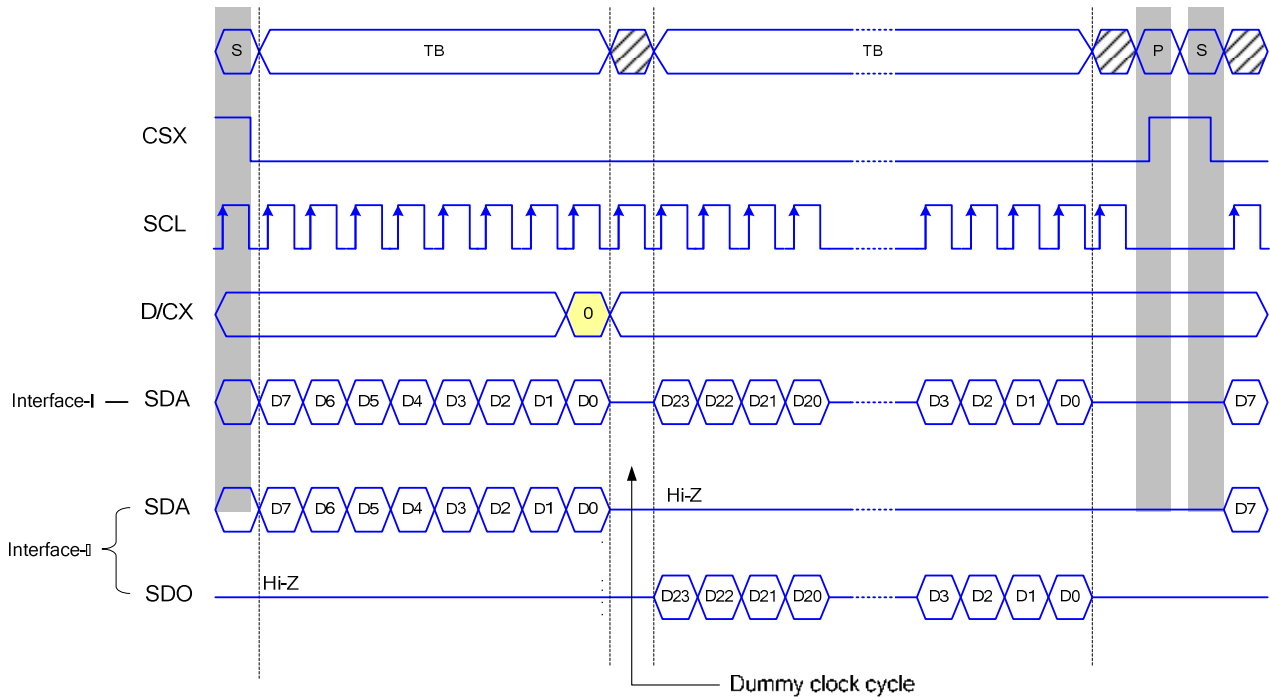 S TB TB P S
CSX
SCL
D/CX 0
Interface-I SDA D7 D6 D5 D4 D3 D2 D1 D0 D23 D22 D21 D20 D3 D2 D1 D0 D7
SDA D7 D6 D5 D4 D3 D2 D1 D0 Hi-Z D7
Interface-▯
SDO Hi-Z D23 D22 D21 D20 D3 D2 D1 D0
Dummy clock cycle